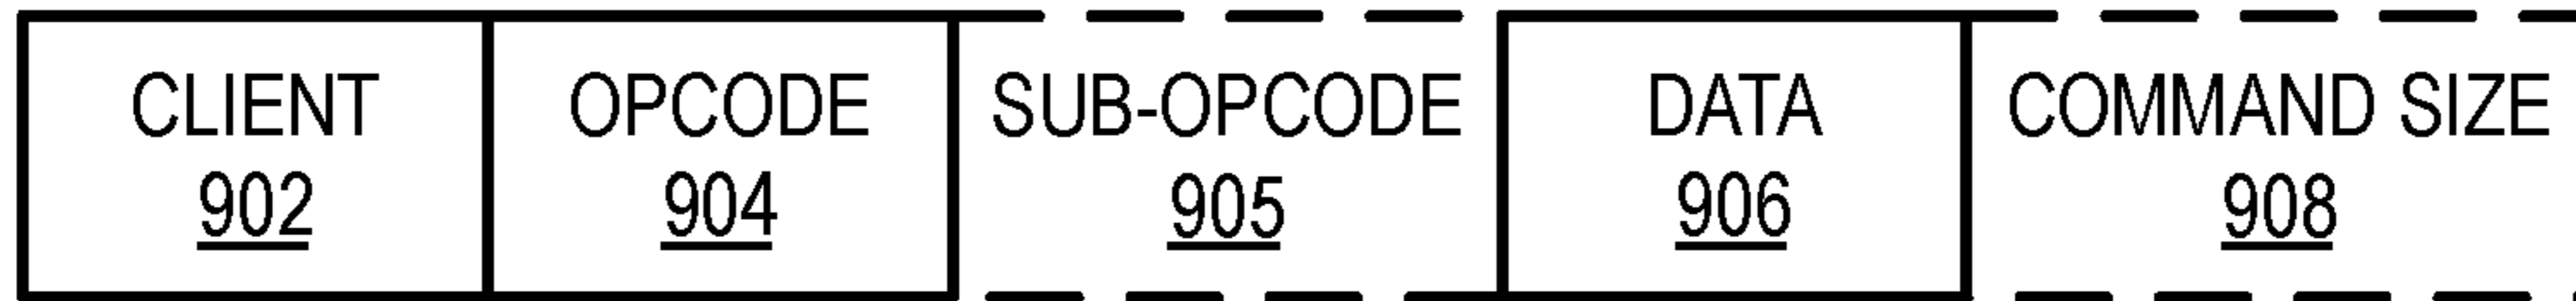 CLIENT
902
OPCODE
904
SUB-OPCODE
905
DATA
906
COMMAND SIZE
908